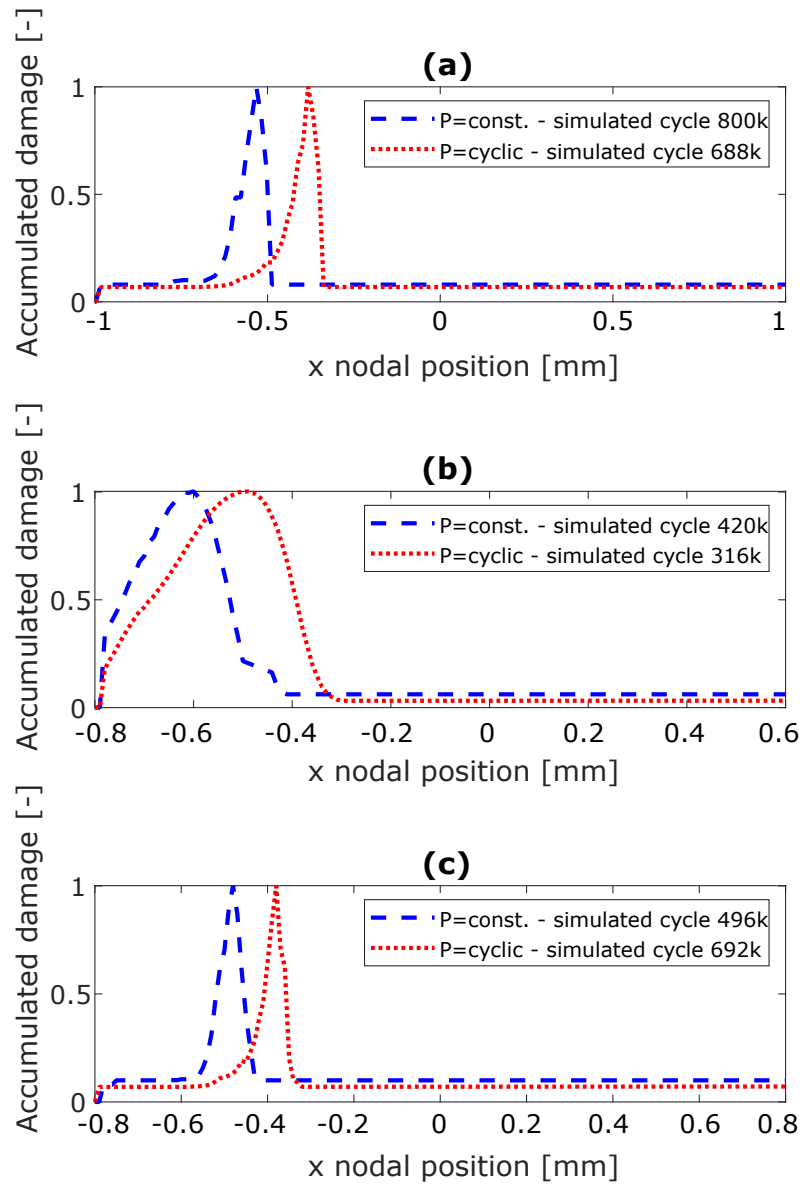 (a)
Accumulated damage [-]
1
0.5
0
P=const. - simulated cycle 800k
P=cyclic - simulated cycle 688k
-1 -0.5 0 0.5 1
x nodal position [mm]
(b)
Accumulated damage [-]
1
0.5
0
P=const. - simulated cycle 420k
P=cyclic - simulated cycle 316k
-0.8 -0.6 -0.4 -0.2 0 0.2 0.4 0.6
x nodal position [mm]
(c)
Accumulated damage [-]
1
0.5
0
P=const. - simulated cycle 496k
P=cyclic - simulated cycle 692k
-0.8 -0.6 -0.4 -0.2 0 0.2 0.4 0.6 0.8
x nodal position [mm]